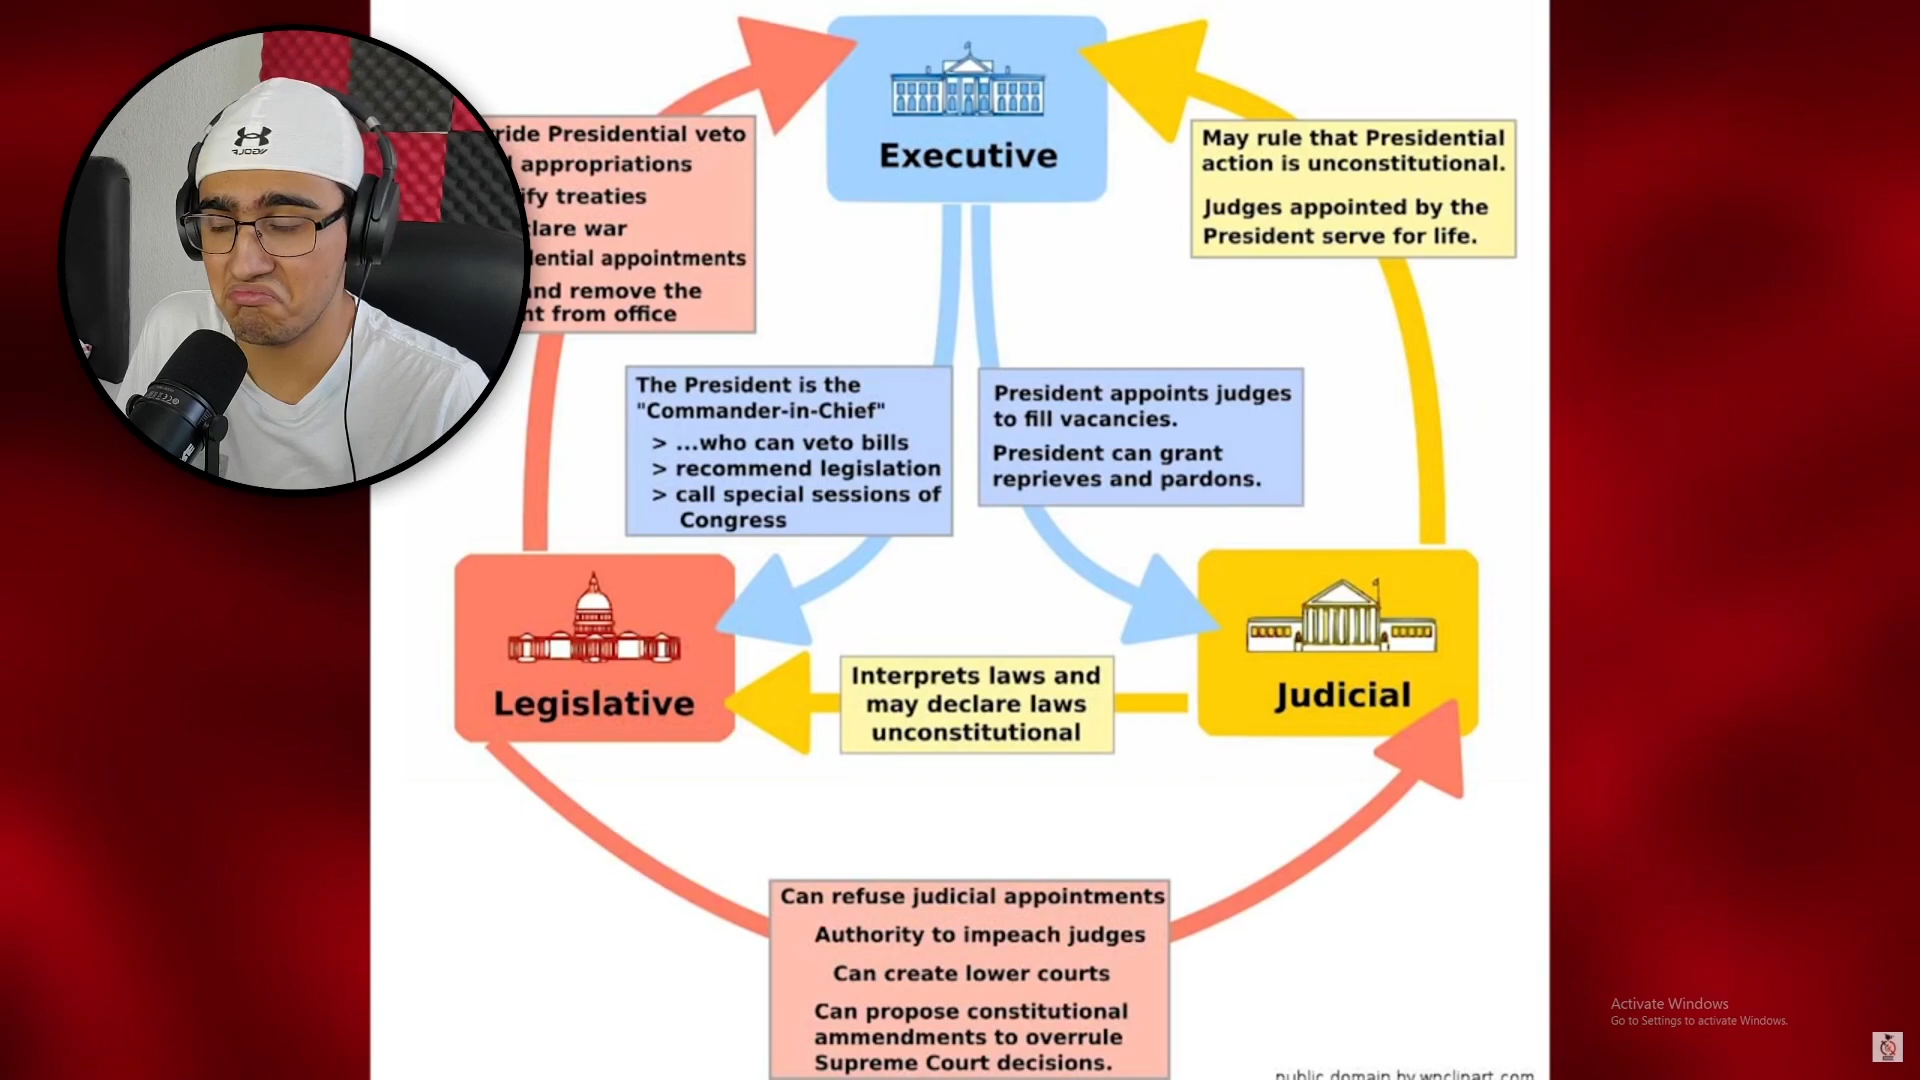 Executive
ride Presidential veto
appropriations
ify treaties
lare war
ential appointments
and remove the
nt from office
May rule that Presidential
action is unconstitutional.
Judges appointed by the
President serve for life.
The President is the
"Commander-in-Chief"
> ...who can veto bills
> recommend legislation
> call special sessions of
Congress
President appoints judges
to fill vacancies.
President can grant
reprieves and pardons.
Legislative
Interprets laws and
may declare laws
unconstitutional
Judicial
Can refuse judicial appointments
Authority to impeach judges
Can create lower courts
Can propose constitutional
ammendments to overrule
Supreme Court decisions.
public domain by wpclipart.com
Activate Windows
Go to Settings to activate Windows.